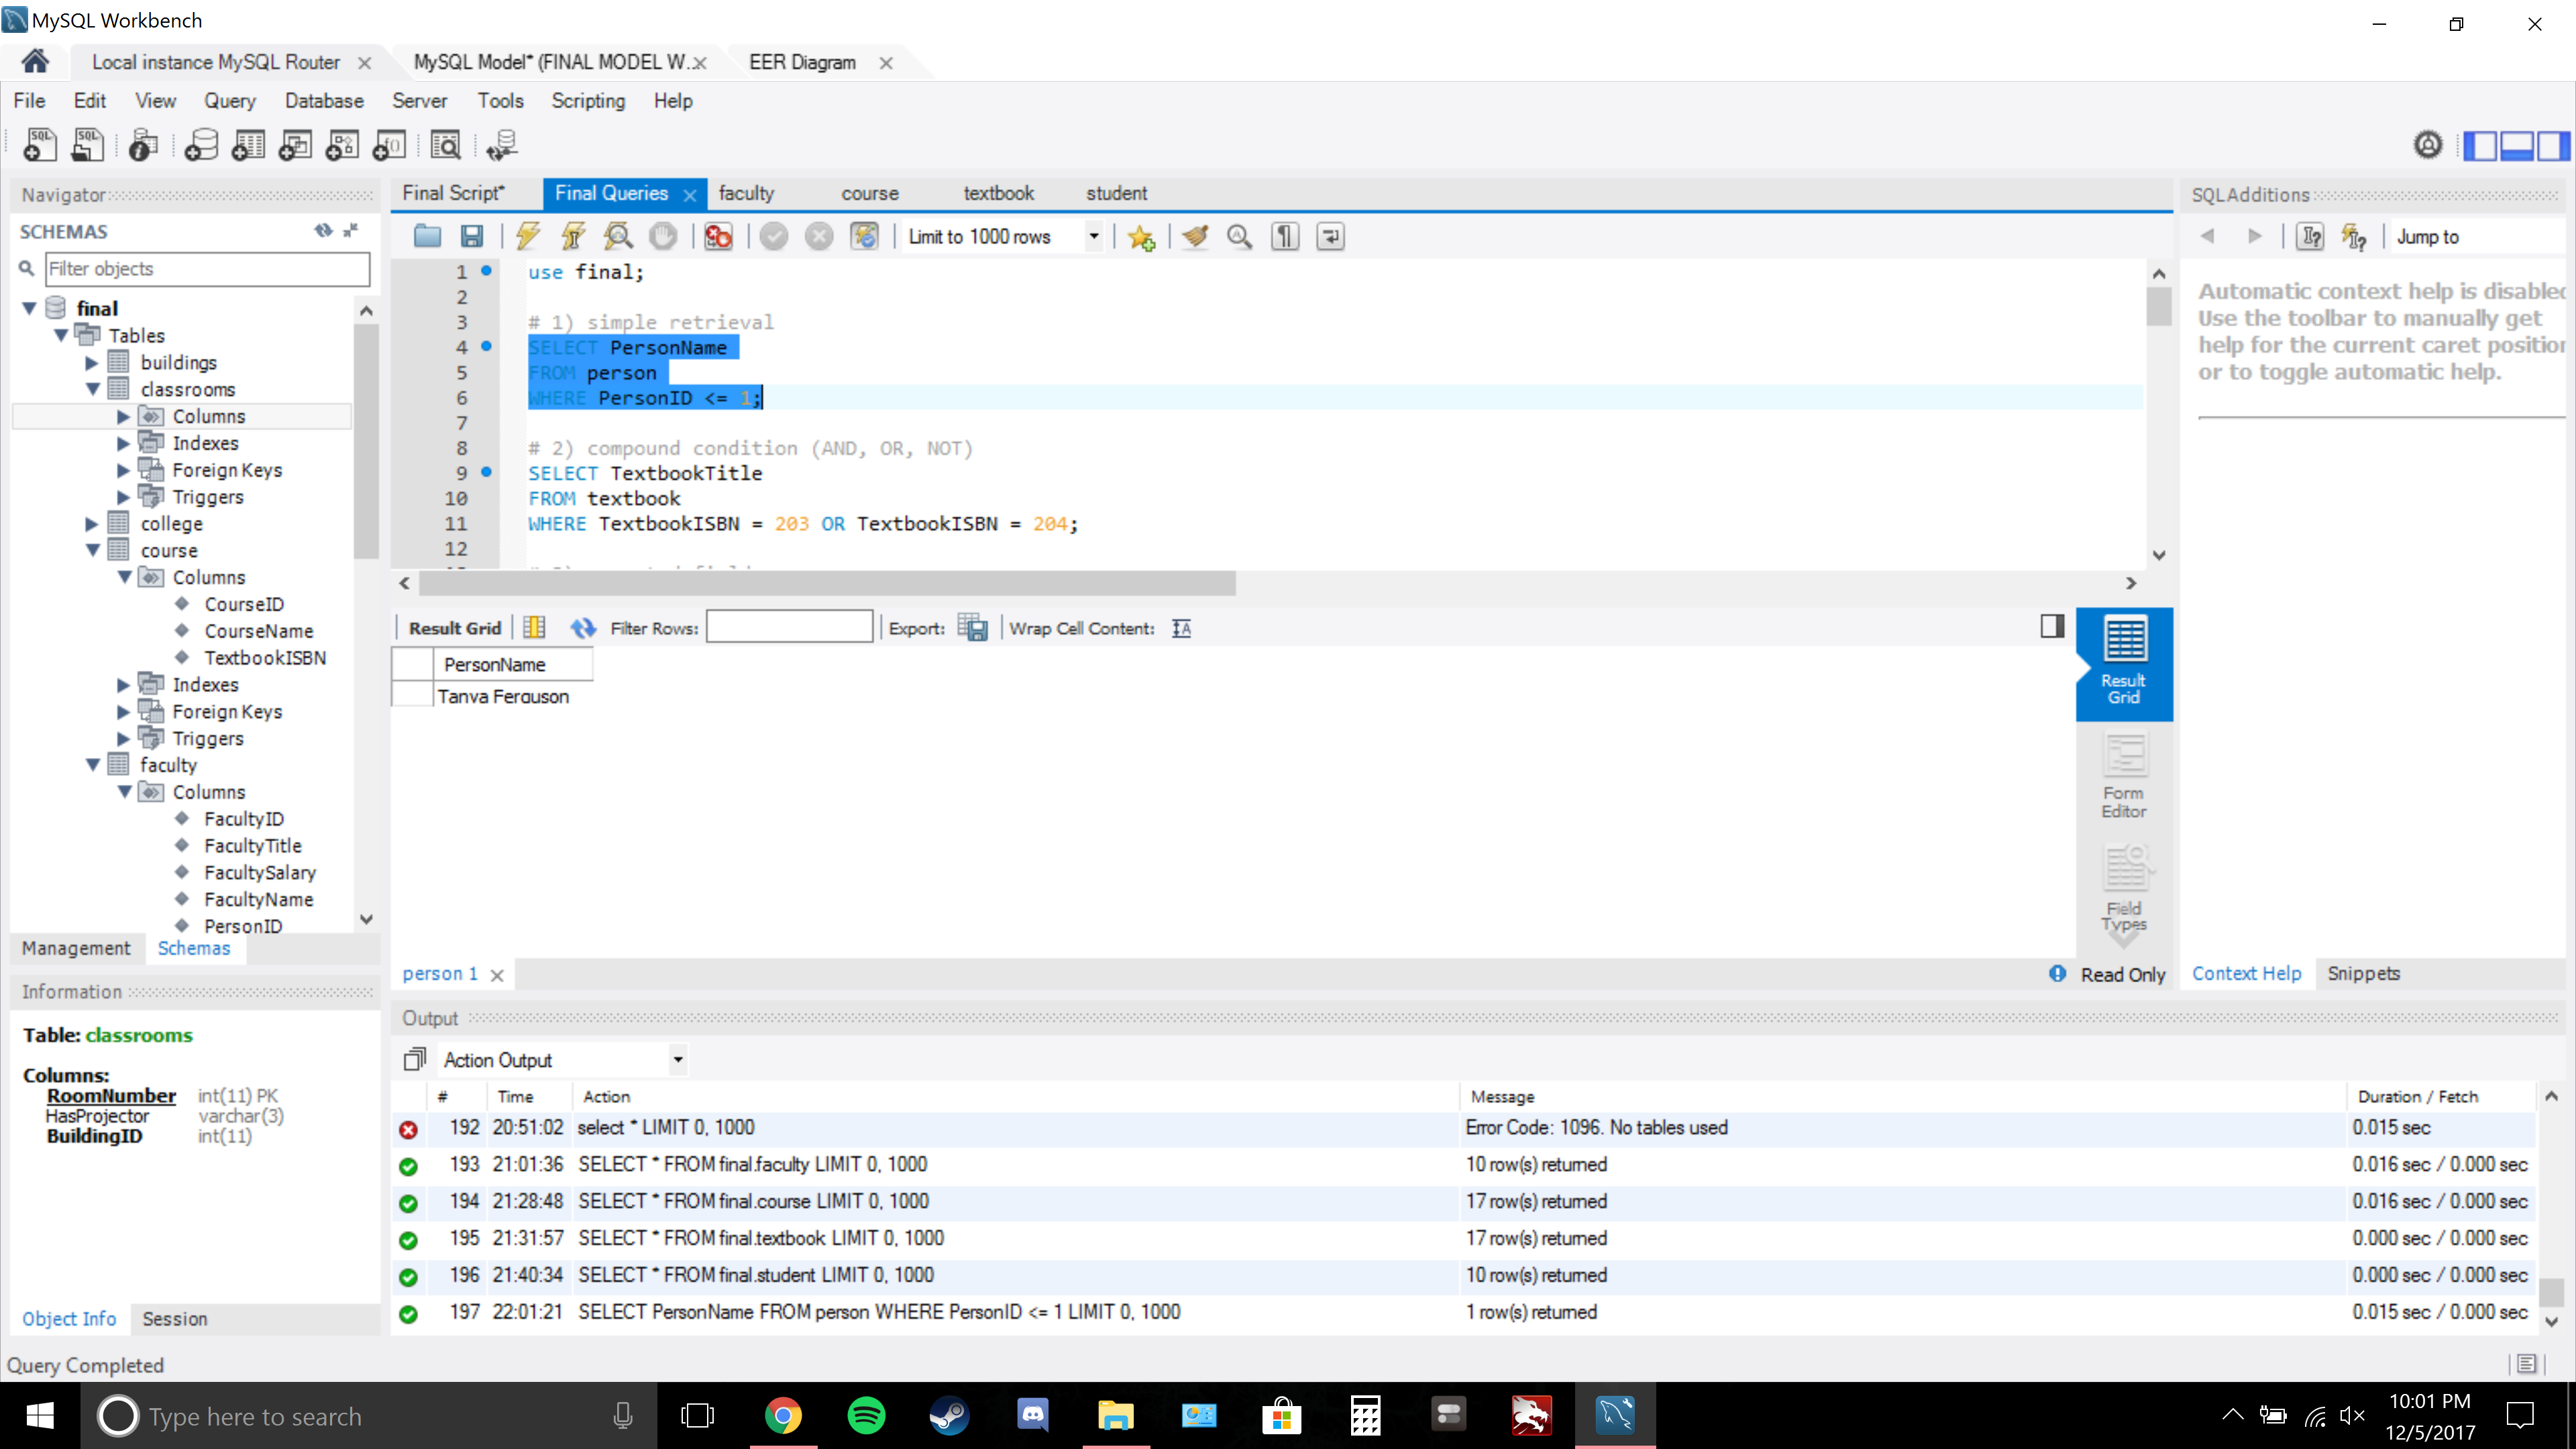 MySQL Workbench
Local instance MySQL Router
MySQL Model* (FINAL MODEL W...
EER Diagram
File Edit View Query Database Server Tools Scripting Help
Navigator
SCHEMAS
Filter objects
final
Tables
buildings
classrooms
Columns
Indexes
Foreign Keys
Triggers
college
course
Columns
CourseID
CourseName
TextbookISBN
Indexes
Foreign Keys
Triggers
faculty
Columns
FacultyID
FacultyTitle
FacultySalary
FacultyName
PersonID
Management Schemas
Information
Table: classrooms
Columns:
RoomNumber int(11) PK
HasProjector varchar(3)
BuildingID int(11)
Object Info Session
Final Script* Final Queries faculty course textbook student
Limit to 1000 rows
1 use final;
2
3 # 1) simple retrieval
4 SELECT PersonName
5 FROM person
6 WHERE PersonID <= 1;
7
8 # 2) compound condition (AND, OR, NOT)
9 SELECT TextbookTitle
10 FROM textbook
11 WHERE TextbookISBN = 203 OR TextbookISBN = 204;
12
Result Grid Filter Rows: Export: Wrap Cell Content:
PersonName
Tanya Ferguson
Result
Grid
Form
Editor
Field
Types
person 1
Read Only
SQLAdditions
Jump to
Automatic context help is disabled
Use the toolbar to manually get
help for the current caret position
or to toggle automatic help.
Context Help Snippets
Output
Action Output
# Time Action Message Duration / Fetch
192 20:51:02 select * LIMIT 0, 1000 Error Code: 1096. No tables used 0.015 sec
193 21:01:36 SELECT * FROM final.faculty LIMIT 0, 1000 10 row(s) returned 0.016 sec / 0.000 sec
194 21:28:48 SELECT * FROM final.course LIMIT 0, 1000 17 row(s) returned 0.016 sec / 0.000 sec
195 21:31:57 SELECT * FROM final.textbook LIMIT 0, 1000 17 row(s) returned 0.000 sec / 0.000 sec
196 21:40:34 SELECT * FROM final.student LIMIT 0, 1000 10 row(s) returned 0.000 sec / 0.000 sec
197 22:01:21 SELECT PersonName FROM person WHERE PersonID <= 1 LIMIT 0, 1000 1 row(s) returned 0.015 sec / 0.000 sec
Query Completed
Type here to search
10:01 PM
12/5/2017